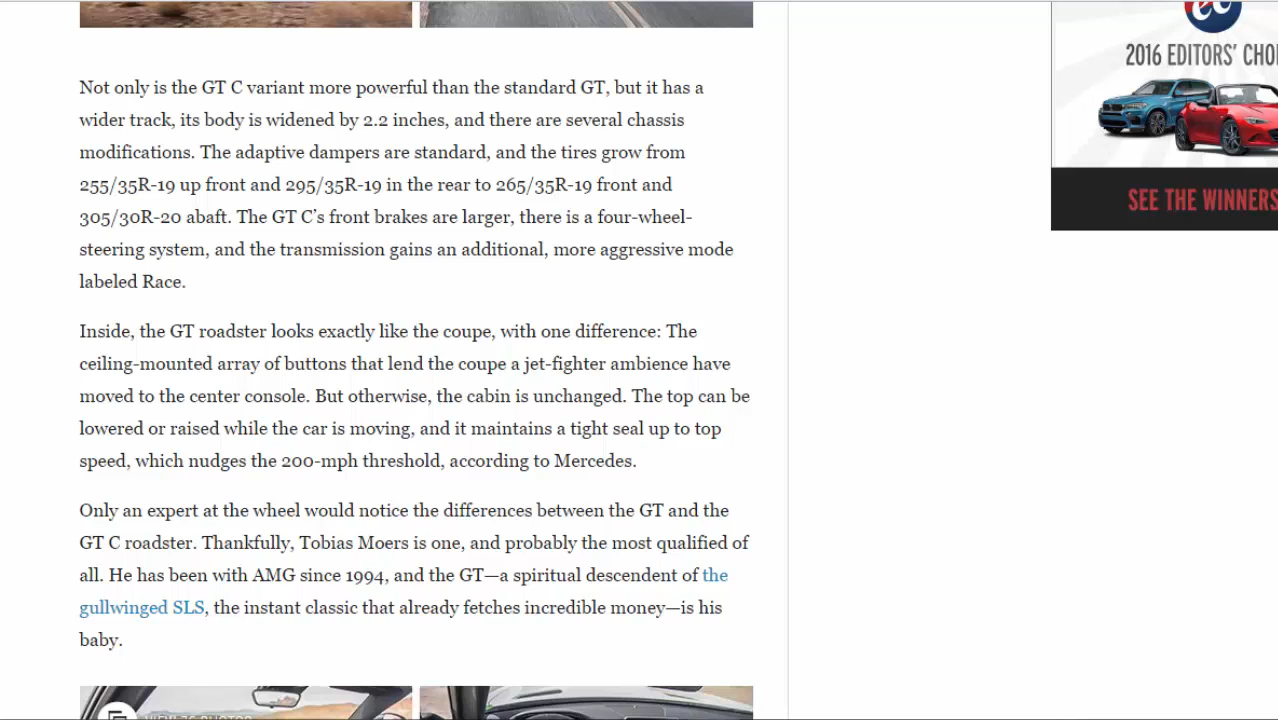 2016 EDITORS' CHO
SEE THE WINNERS
Not only is the GT C variant more powerful than the standard GT, but it has a
wider track, its body is widened by 2.2 inches, and there are several chassis
modifications. The adaptive dampers are standard, and the tires grow from
255/35R-19 up front and 295/35R-19 in the rear to 265/35R-19 front and
305/30R-20 abaft. The GT C’s front brakes are larger, there is a four-wheel-
steering system, and the transmission gains an additional, more aggressive mode
labeled Race.
Inside, the GT roadster looks exactly like the coupe, with one difference: The
ceiling-mounted array of buttons that lend the coupe a jet-fighter ambience have
moved to the center console. But otherwise, the cabin is unchanged. The top can be
lowered or raised while the car is moving, and it maintains a tight seal up to top
speed, which nudges the 200-mph threshold, according to Mercedes.
Only an expert at the wheel would notice the differences between the GT and the
GT C roadster. Thankfully, Tobias Moers is one, and probably the most qualified of
all. He has been with AMG since 1994, and the GT—a spiritual descendent of the
gullwinged SLS, the instant classic that already fetches incredible money—is his
baby.